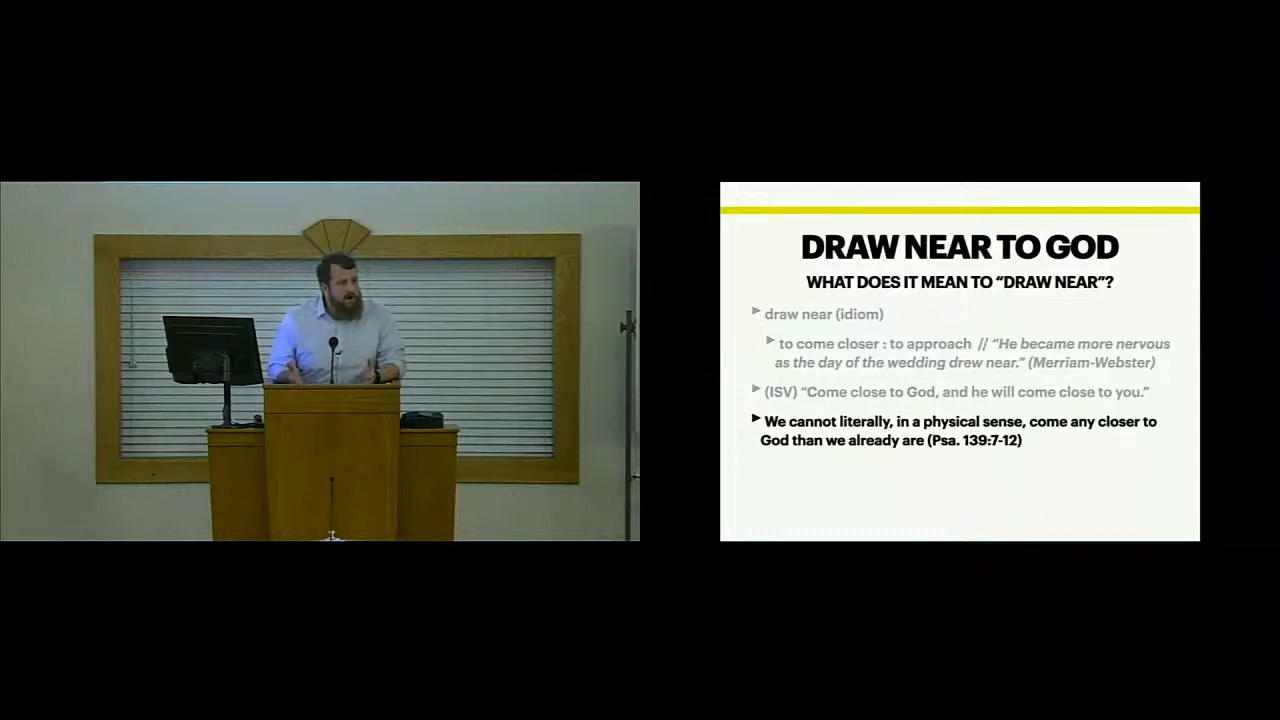 DRAW NEAR TO GOD
WHAT DOES IT MEAN TO “DRAW NEAR”?
draw near (idiom)
to come closer : to approach // “He became more nervous
as the day of the wedding drew near.” (Merriam-Webster)
(ISV) “Come close to God, and he will come close to you.”
We cannot literally, in a physical sense, come any closer to
God than we already are (Psa. 139:7-12)